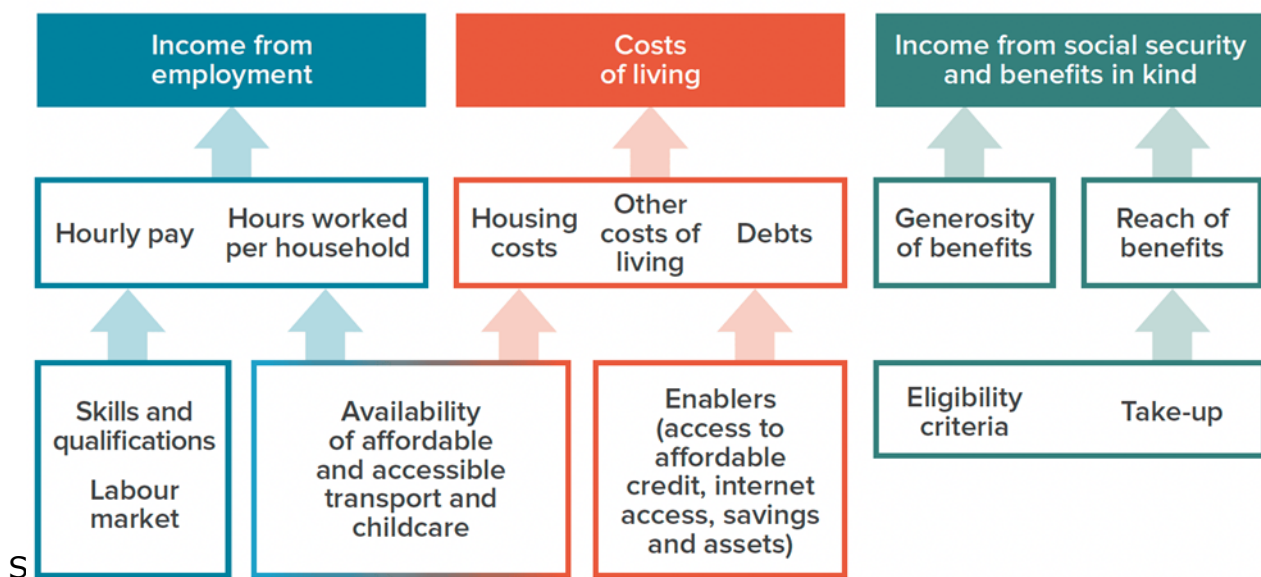 Income from
employment
Costs
of living
Income from social security
and benefits in kind
Hourly pay
Hours worked
per household
Housing
costs
Other
costs of
living
Debts
Generosity
of benefits
Reach of
benefits
Skills and
qualifications
Labour
market
Availability
of affordable
and accessible
transport and
childcare
Enablers
(access to
affordable
credit, internet
access, savings
and assets)
Eligibility
criteria
Take-up
S